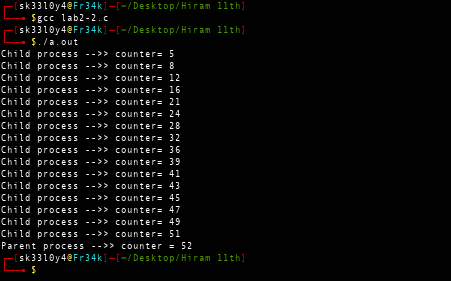 ┌─[sk33l0y4@Fr34k]─[~/Desktop/Hiram 11th]
└──╼ $gcc lab2-2.c
┌─[sk33l0y4@Fr34k]─[~/Desktop/Hiram 11th]
└──╼ $./a.out
Child process -->> counter= 5
Child process -->> counter= 8
Child process -->> counter= 12
Child process -->> counter= 16
Child process -->> counter= 21
Child process -->> counter= 24
Child process -->> counter= 28
Child process -->> counter= 32
Child process -->> counter= 36
Child process -->> counter= 39
Child process -->> counter= 41
Child process -->> counter= 43
Child process -->> counter= 45
Child process -->> counter= 47
Child process -->> counter= 49
Child process -->> counter= 51
Parent process -->> counter = 52
┌─[sk33l0y4@Fr34k]─[~/Desktop/Hiram 11th]
└──╼ $